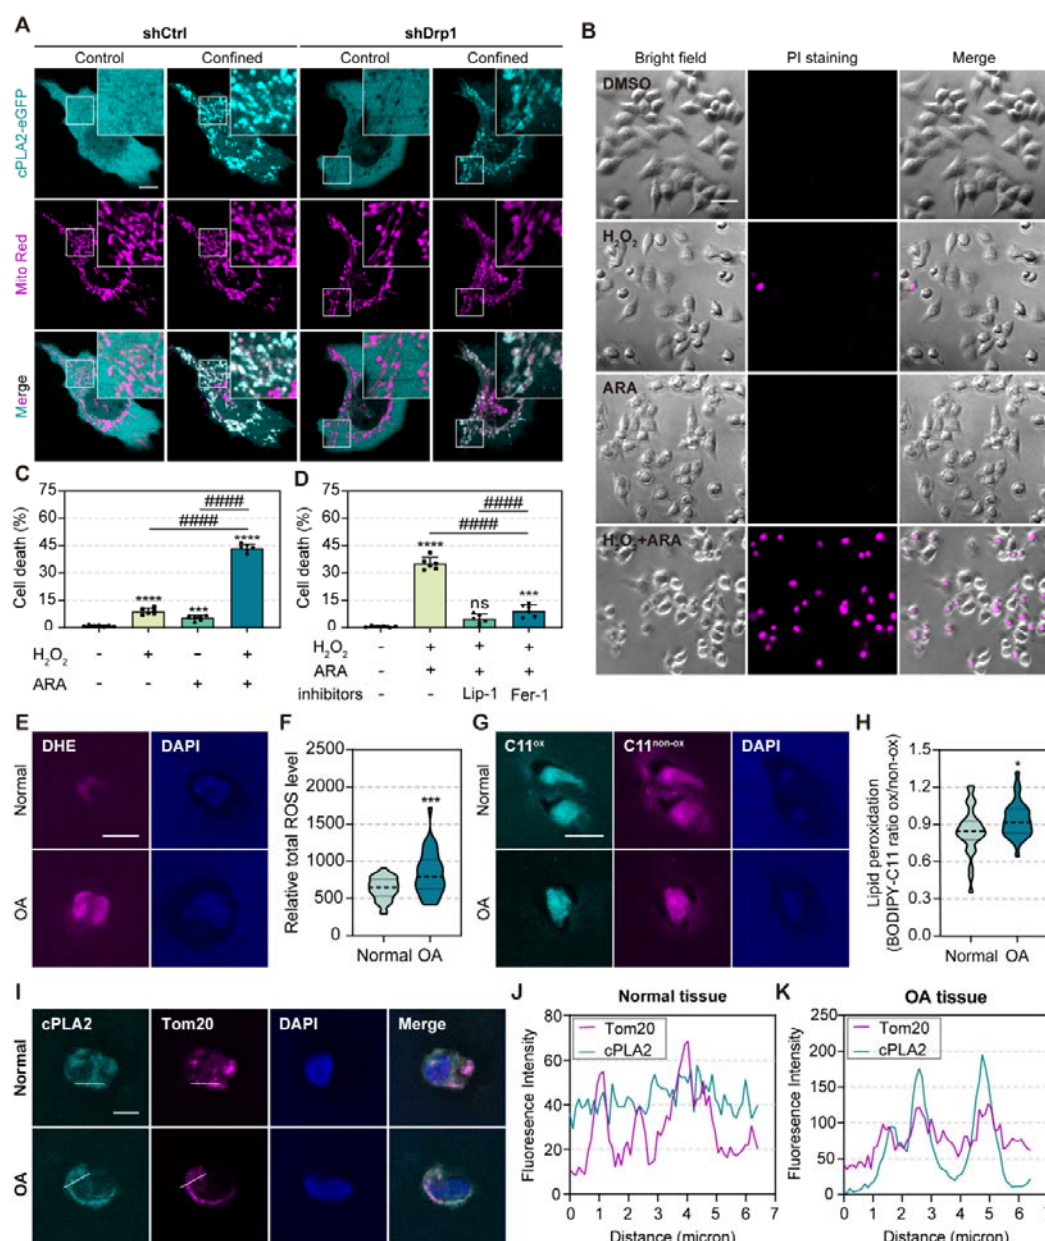 A
shCtrl
shDrp1
Control
Confined
Control
Confined
cPLA2-eGFP
Mito Red
Merge
B
Bright field
PI staining
Merge
DMSO
H₂O₂
ARA
H₂O₂+ARA
C
Cell death (%)
75
60
45
30
15
0
####
####
****
***
****
H₂O₂
- + - +
ARA
- - + +
D
Cell death (%)
75
60
45
30
15
0
####
####
****
ns
***
H₂O₂
- + + +
ARA
- + + +
inhibitors
- - Lip-1 Fer-1
E
DHE
DAPI
Normal
OA
F
Relative total ROS level
2500
2000
1500
1000
500
0
***
Normal OA
G
C11ᵒˣ
C11ⁿᵒⁿ⁻ᵒˣ
DAPI
Normal
OA
H
Lipid peroxidation
(BODIPY-C11 ratio ox/non-ox)
1.5
1.2
0.9
0.6
0.3
0.0
*
Normal OA
I
cPLA2
Tom20
DAPI
Merge
Normal
OA
J
Normal tissue
Tom20
cPLA2
Fluoresence Intensity
80
60
40
20
0
0 1 2 3 4 5 6 7
Distance (micron)
K
OA tissue
Tom20
cPLA2
Fluoresence Intensity
250
200
150
100
50
0
0 1 2 3 4 5 6 7
Distance (micron)